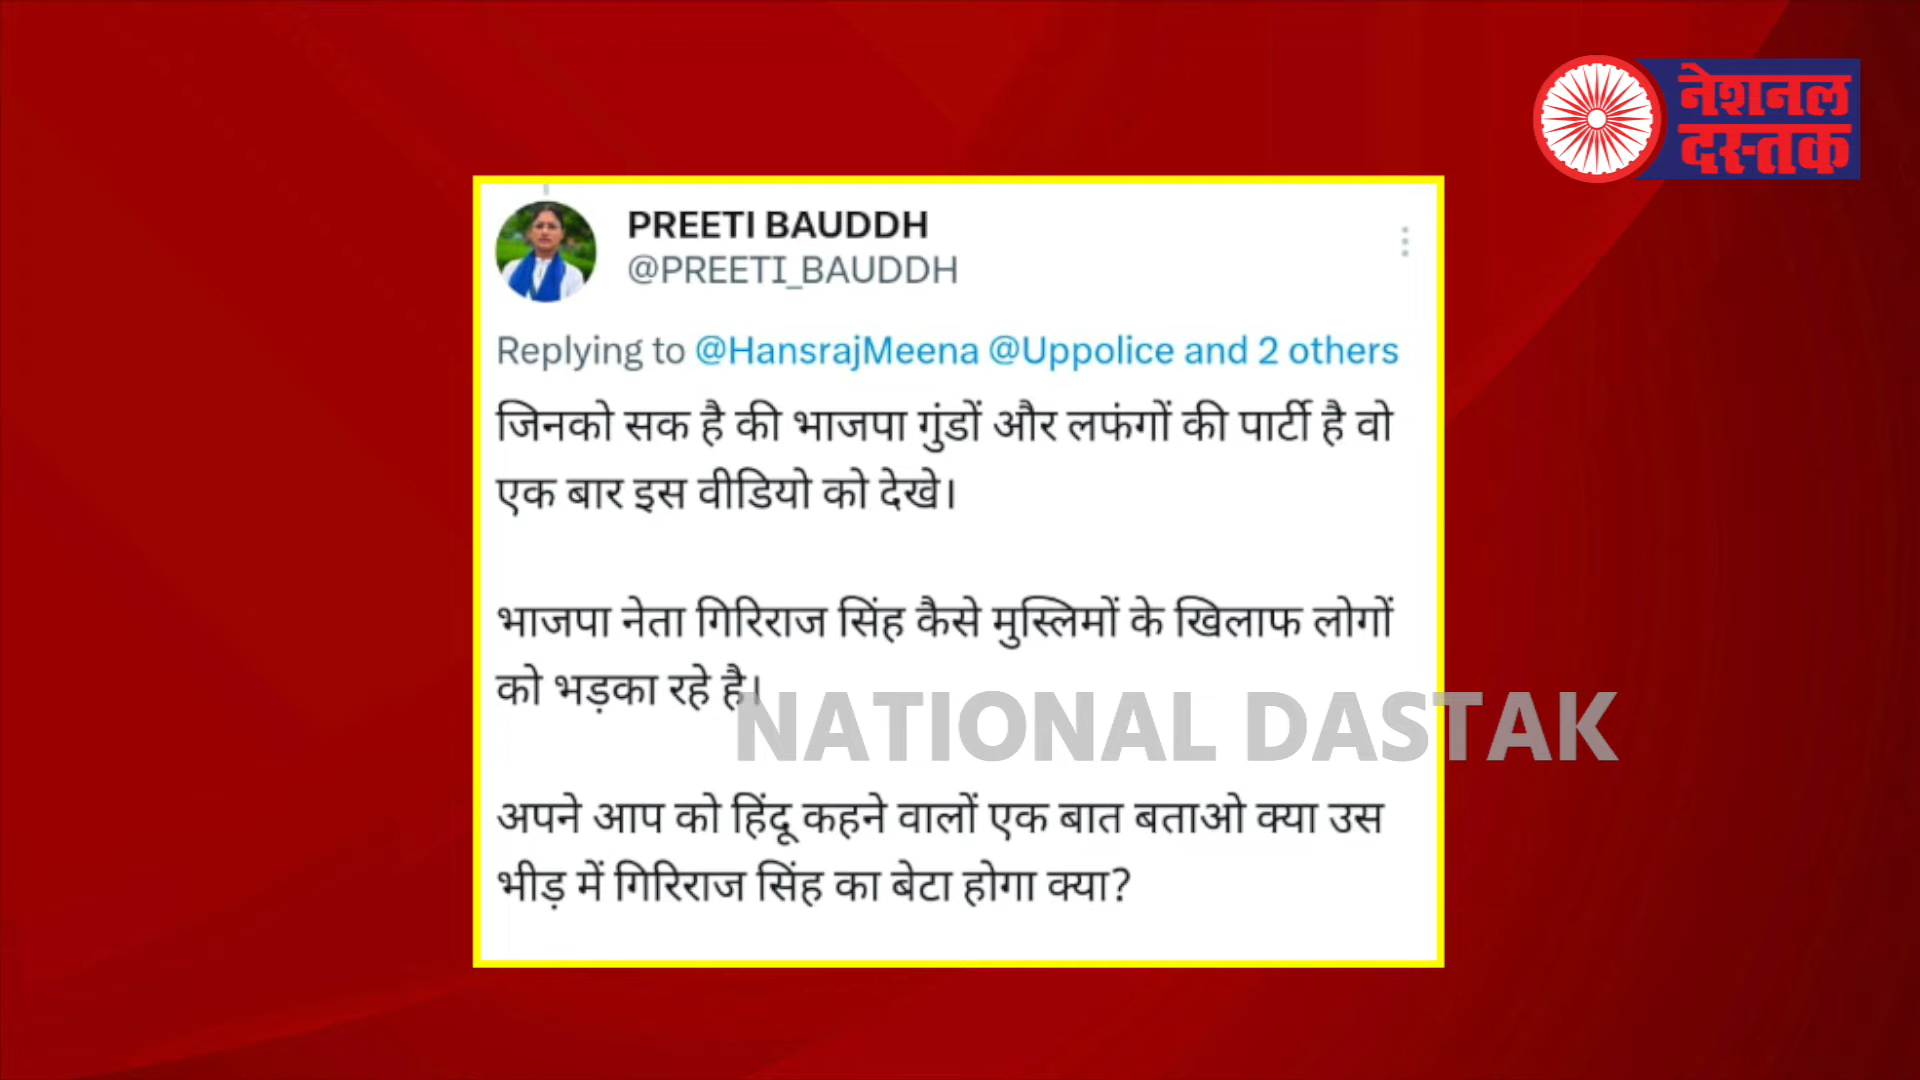 नेशनल
दस्तक
PREETI BAUDDH
@PREETI_BAUDDH
Replying to @HansrajMeena @Uppolice and 2 others
जिनको सक है की भाजपा गुंडों और लफंगों की पार्टी है वो
एक बार इस वीडियो को देखे।
भाजपा नेता गिरिराज सिंह कैसे मुस्लिमों के खिलाफ लोगों
को भड़का रहे है।
NATIONAL DASTAK
अपने आप को हिंदू कहने वालों एक बात बताओ क्या उस
भीड़ में गिरिराज सिंह का बेटा होगा क्या?